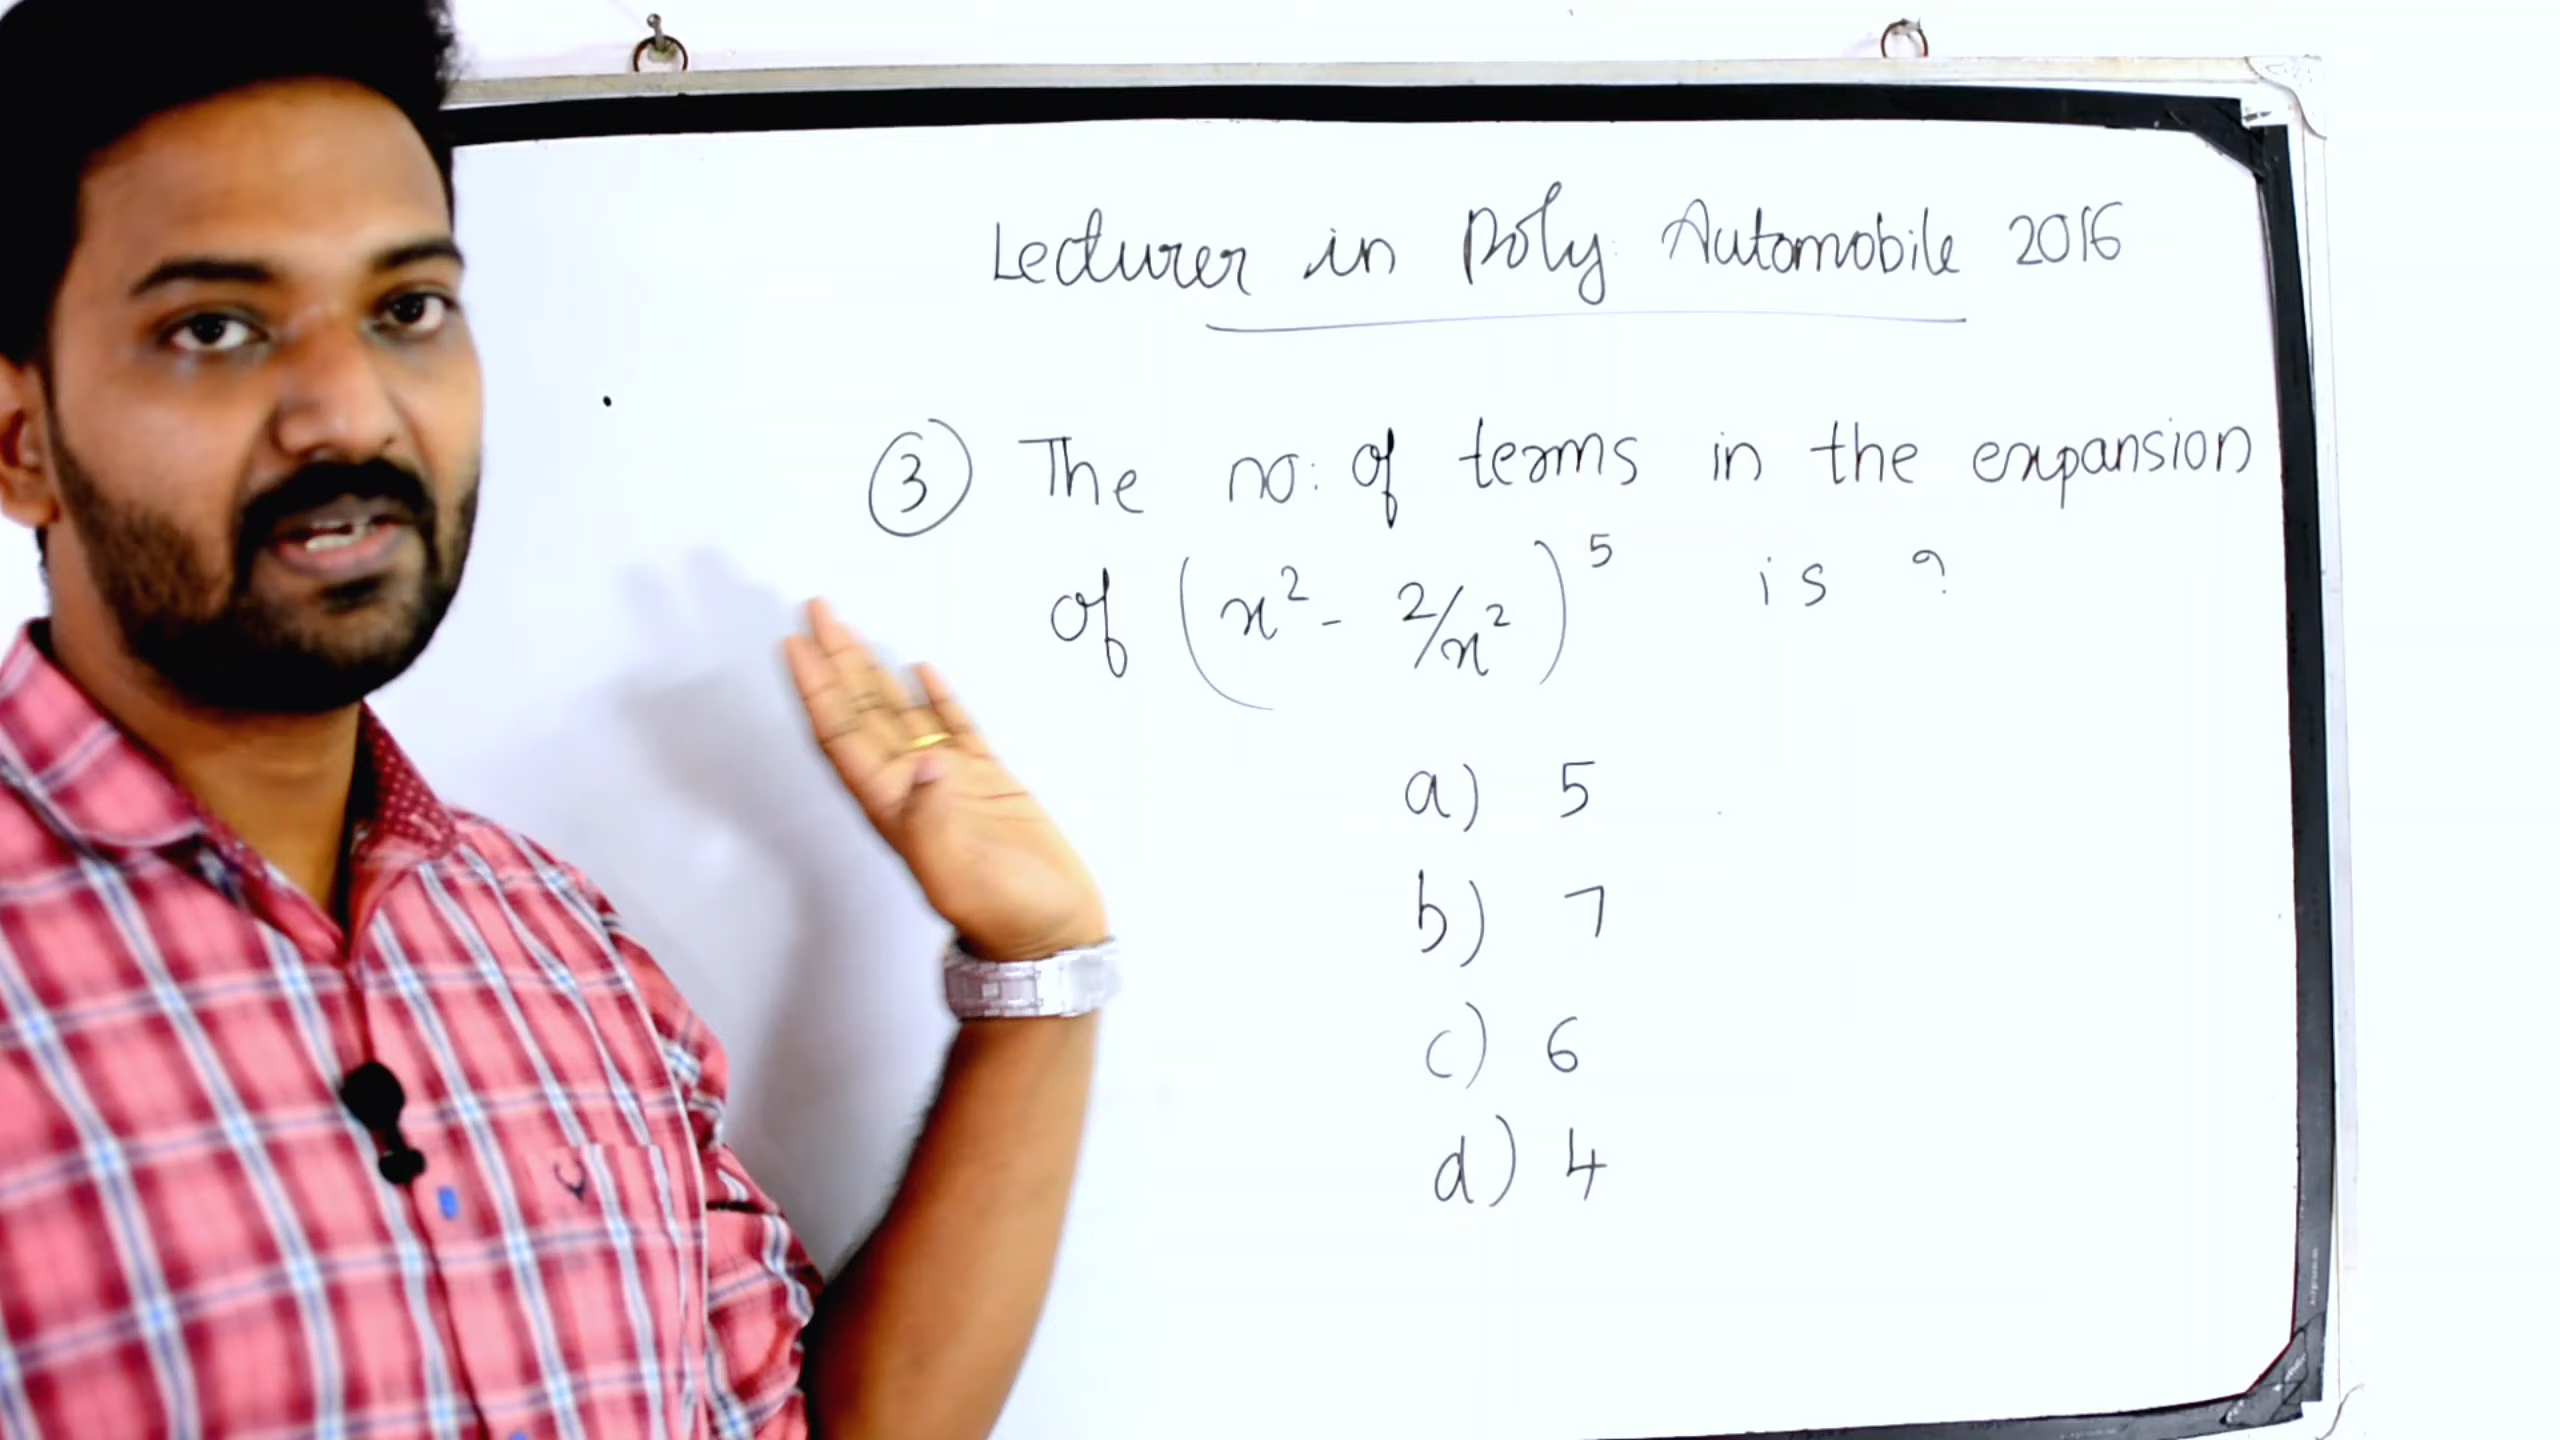 Lecturer in Poly Automobile 2016
③ The no: of terms in the expansion
of (x² - 2/x²)⁵ is ?
a) 5
b) 7
c) 6
d) 4